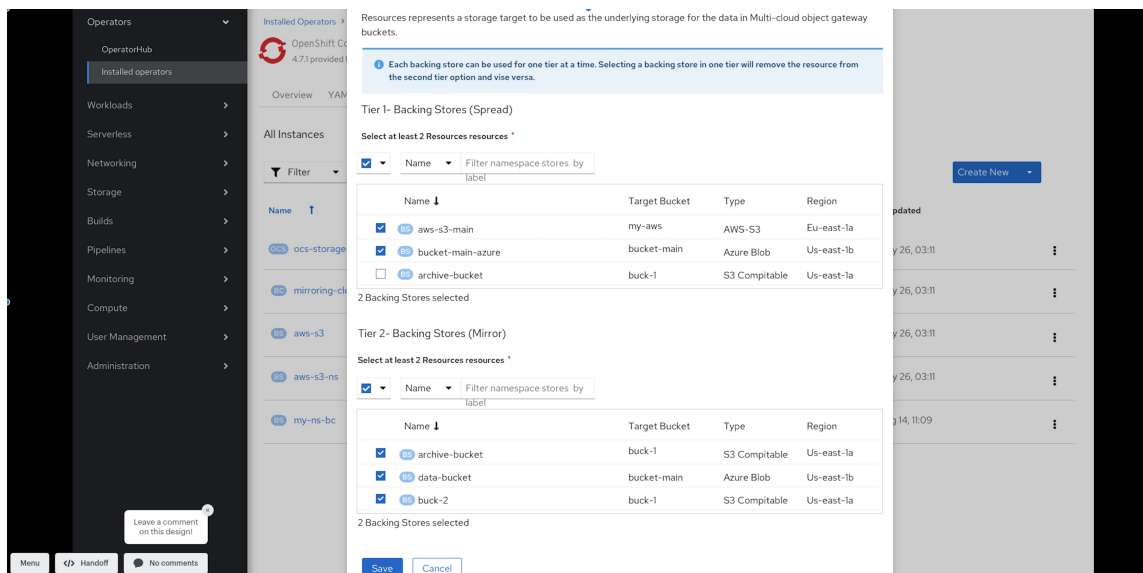 Operators
OperatorHub
Installed operators
Workloads
Serverless
Networking
Storage
Builds
Pipelines
Monitoring
Compute
User Management
Administration
Leave a comment
on this design!
Menu
</> Handoff
No comments
Installed Operators >
OpenShift Co
4.7.1 provided
Overview YAM
All Instances
Filter
Create New
Name
pdated
OCS ocs-storage
y 26, 03:11
BC mirroring-clo
y 26, 03:11
BS aws-s3
y 26, 03:11
BS aws-s3-ns
y 26, 03:11
BS my-ns-bc
14, 11:09
Resources represents a storage target to be used as the underlying storage for the data in Multi-cloud object gateway
buckets.
Each backing store can be used for one tier at a time. Selecting a backing store in one tier will remove the resource from
the second tier option and vise versa.
Tier 1- Backing Stores (Spread)
Select at least 2 Resources resources *
Name Filter namespace stores by
label
Name Target Bucket Type Region
BS aws-s3-main my-aws AWS-S3 Eu-east-1a
BS bucket-main-azure bucket-main Azure Blob Us-east-1b
BS archive-bucket buck-1 S3 Compitable Us-east-1a
2 Backing Stores selected
Tier 2- Backing Stores (Mirror)
Select at least 2 Resources resources *
Name Filter namespace stores by
label
Name Target Bucket Type Region
BS archive-bucket buck-1 S3 Compitable Us-east-1a
BS data-bucket bucket-main Azure Blob Us-east-1b
BS buck-2 buck-1 S3 Compitable Us-east-1a
2 Backing Stores selected
Save
Cancel